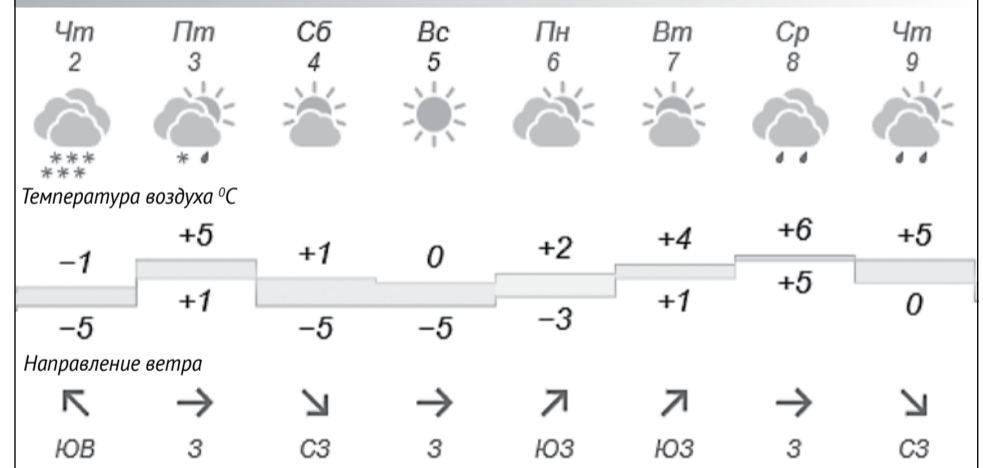 Чт Пт Сб Вс Пн Вт Ср Чт
2 3 4 5 6 7 8 9
Температура воздуха ⁰С
−1 +5 +1 0 +2 +4 +6 +5
−5 +1 −5 −5 −3 +1 +5 0
Направление ветра
ЮВ З СЗ З ЮЗ ЮЗ З СЗ